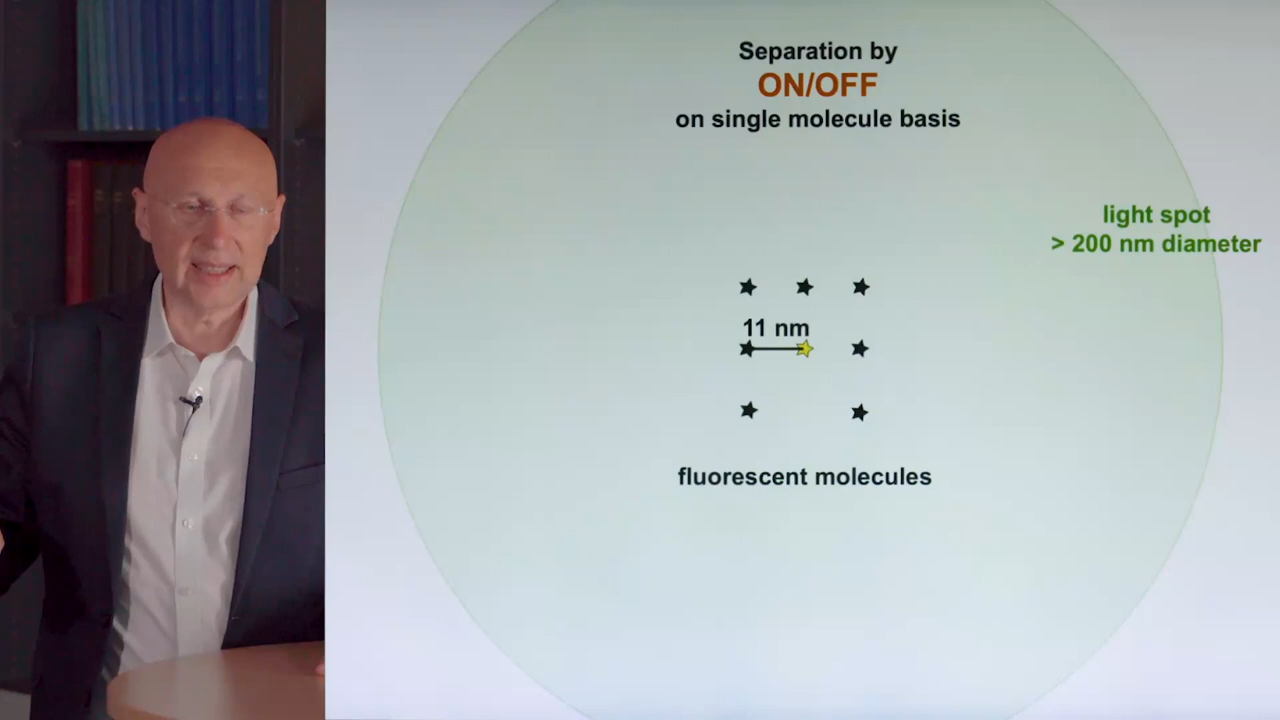 Separation by
ON/OFF
on single molecule basis
light spot
> 200 nm diameter
11 nm
fluorescent molecules